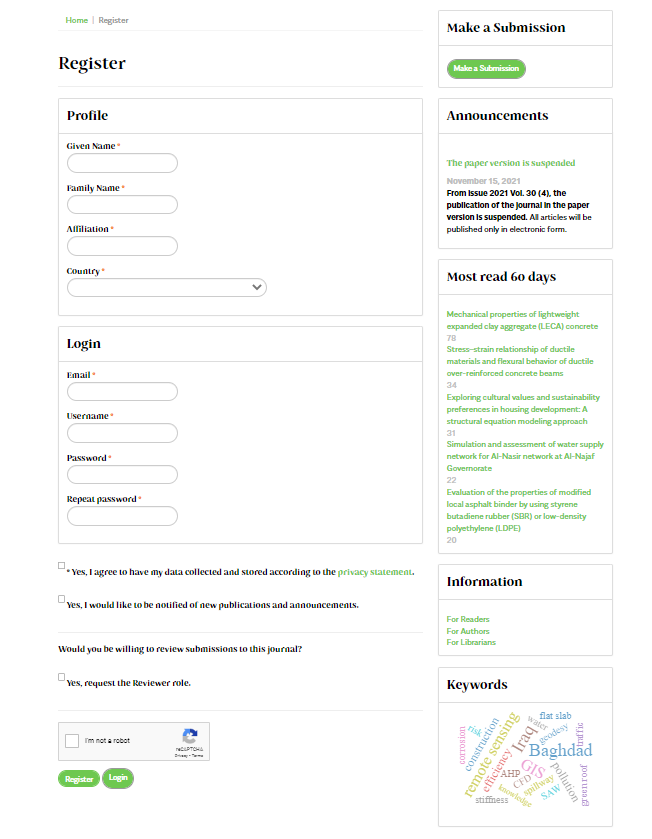 Home | Register
Register
Profile
Given Name *
Family Name *
Affiliation *
Country *
Login
Email *
Username *
Password *
Repeat password *
* Yes, I agree to have my data collected and stored according to the privacy statement.
Yes, I would like to be notified of new publications and announcements.
Would you be willing to review submissions to this journal?
Yes, request the Reviewer role.
I'm not a robot
reCAPTCHA
Privacy - Terms
Register
Login
Make a Submission
Make a Submission
Announcements
The paper version is suspended
November 15, 2021
From Issue 2021 Vol. 30 (4), the
publication of the journal in the paper
version is suspended. All articles will be
published only in electronic form.
Most read 60 days
Mechanical properties of lightweight
expanded clay aggregate (LECA) concrete
78
Stress-strain relationship of ductile
materials and flexural behavior of ductile
over-reinforced concrete beams
34
Exploring cultural values and sustainability
preferences in housing development: A
structural equation modeling approach
31
Simulation and assessment of water supply
network for Al-Nasir network at Al-Najaf
Governorate
22
Evaluation of the properties of modified
local asphalt binder by using styrene
butadiene rubber (SBR) or low-density
polyethylene (LDPE)
20
Information
For Readers
For Authors
For Librarians
Keywords
flat slab
water
geodesy
traffic
risk
construction
corrosion
remote sensing
Iraq
Baghdad
efficiency
GIS
AHP
CFD
spillway
pollution
green roof
knowledge
SAW
stiffness